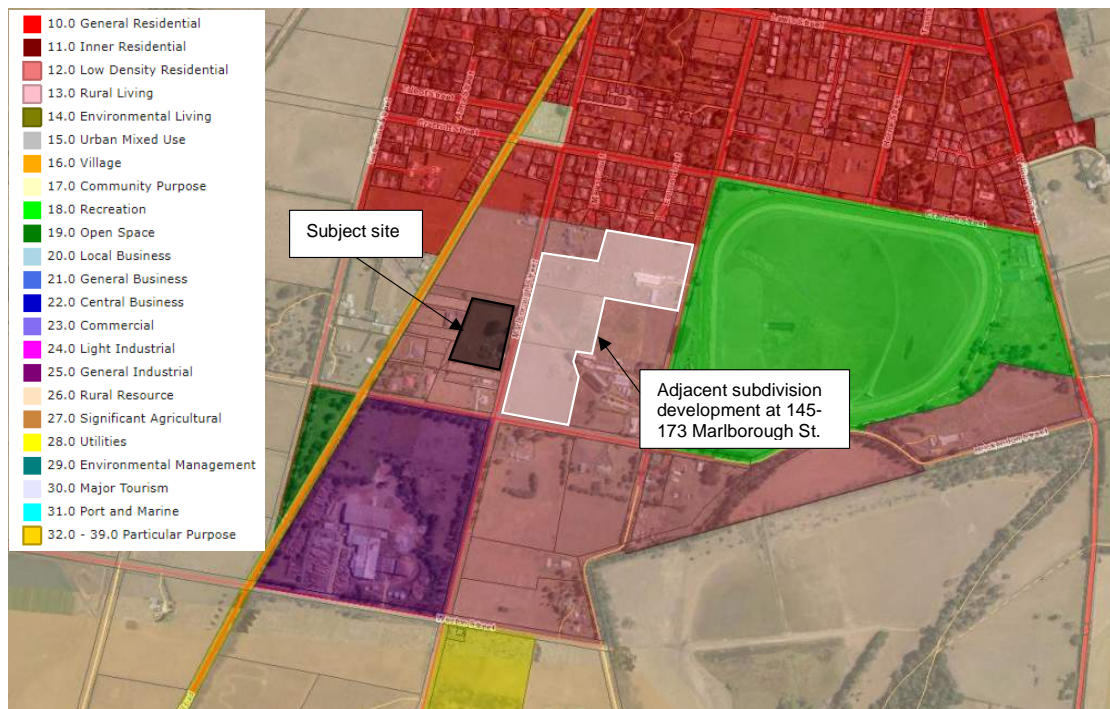 10.0 General Residential
11.0 Inner Residential
12.0 Low Density Residential
13.0 Rural Living
14.0 Environmental Living
15.0 Urban Mixed Use
16.0 Village
17.0 Community Purpose
18.0 Recreation
19.0 Open Space
20.0 Local Business
21.0 General Business
22.0 Central Business
23.0 Commercial
24.0 Light Industrial
25.0 General Industrial
26.0 Rural Resource
27.0 Significant Agricultural
28.0 Utilities
29.0 Environmental Management
30.0 Major Tourism
31.0 Port and Marine
32.0 - 39.0 Particular Purpose
Subject site
Adjacent subdivision
development at 145-
173 Marlborough St.
Marlborough Street